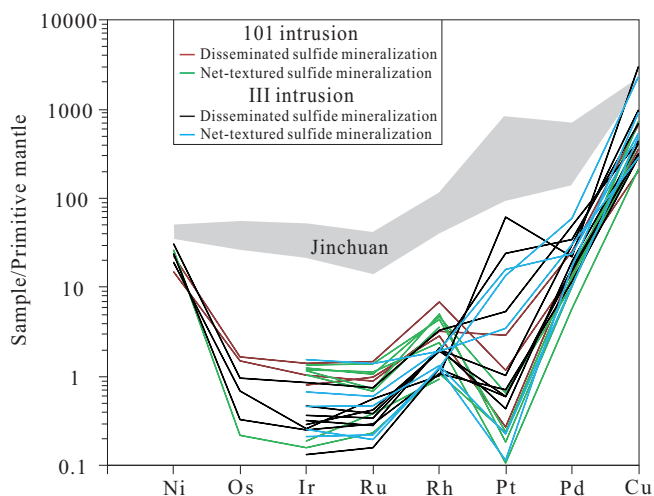 10000
1000
100
10
1
0.1
Sample/Primitive mantle
101 intrusion
Disseminated sulfide mineralization
Net-textured sulfide mineralization
III intrusion
Disseminated sulfide mineralization
Net-textured sulfide mineralization
Jinchuan
Ni Os Ir Ru Rh Pt Pd Cu